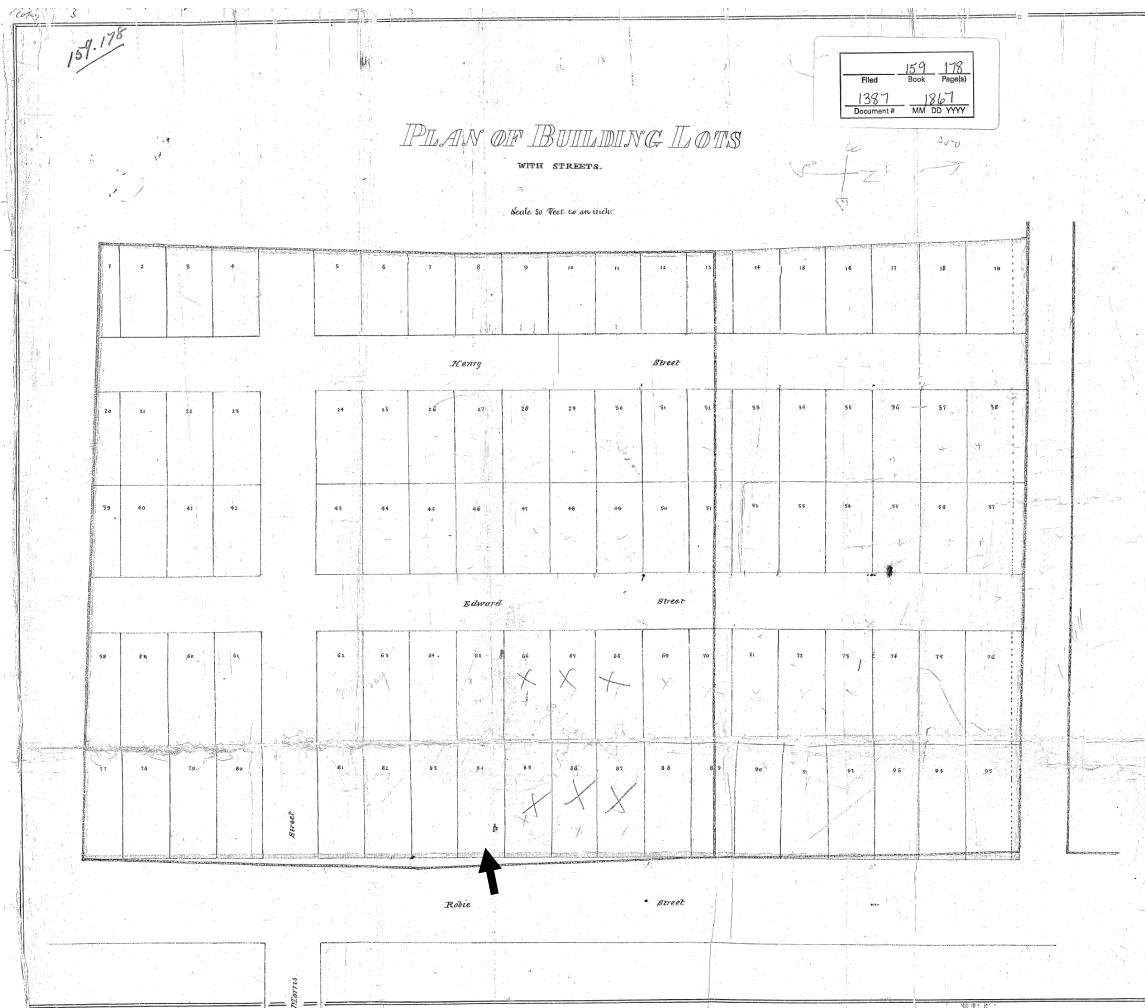 Copy 3
159.178
159 178
Filed Book Page(s)
1387 1867
Document # MM DD YYYY
PLAN OF BUILDING LOTS
WITH STREETS.
Scale 50 Feet to an inch.
1 2 3 4 5 6 7 8 9 10 11 12 13 14 15 16 17 18 19
Henry Street
20 21 22 23 24 25 26 27 28 29 30 31 32 33 34 35 36 37 38
39 40 41 42 43 44 45 46 47 48 49 50 51 52 53 54 55 56 57
Edward Street
58 59 60 61 62 63 64 65 66 67 68 69 70 71 72 73 74 75 76
77 78 79 80 81 82 83 84 85 86 87 88 89 90 91 92 93 94 95
Street
Robie Street
Morris